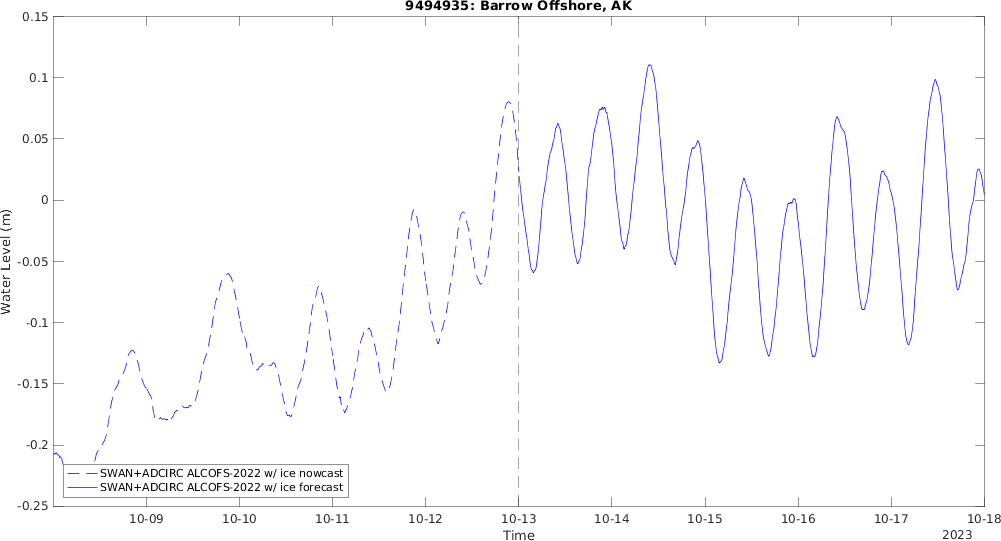 9494935: Barrow Offshore, AK
0.15
0.1
0.05
0
-0.05
-0.1
-0.15
-0.2
-0.25
Water Level (m)
SWAN+ADCIRC ALCOFS-2022 w/ ice nowcast
SWAN+ADCIRC ALCOFS-2022 w/ ice forecast
10-09 10-10 10-11 10-12 10-13 10-14 10-15 10-16 10-17 10-18
Time
2023